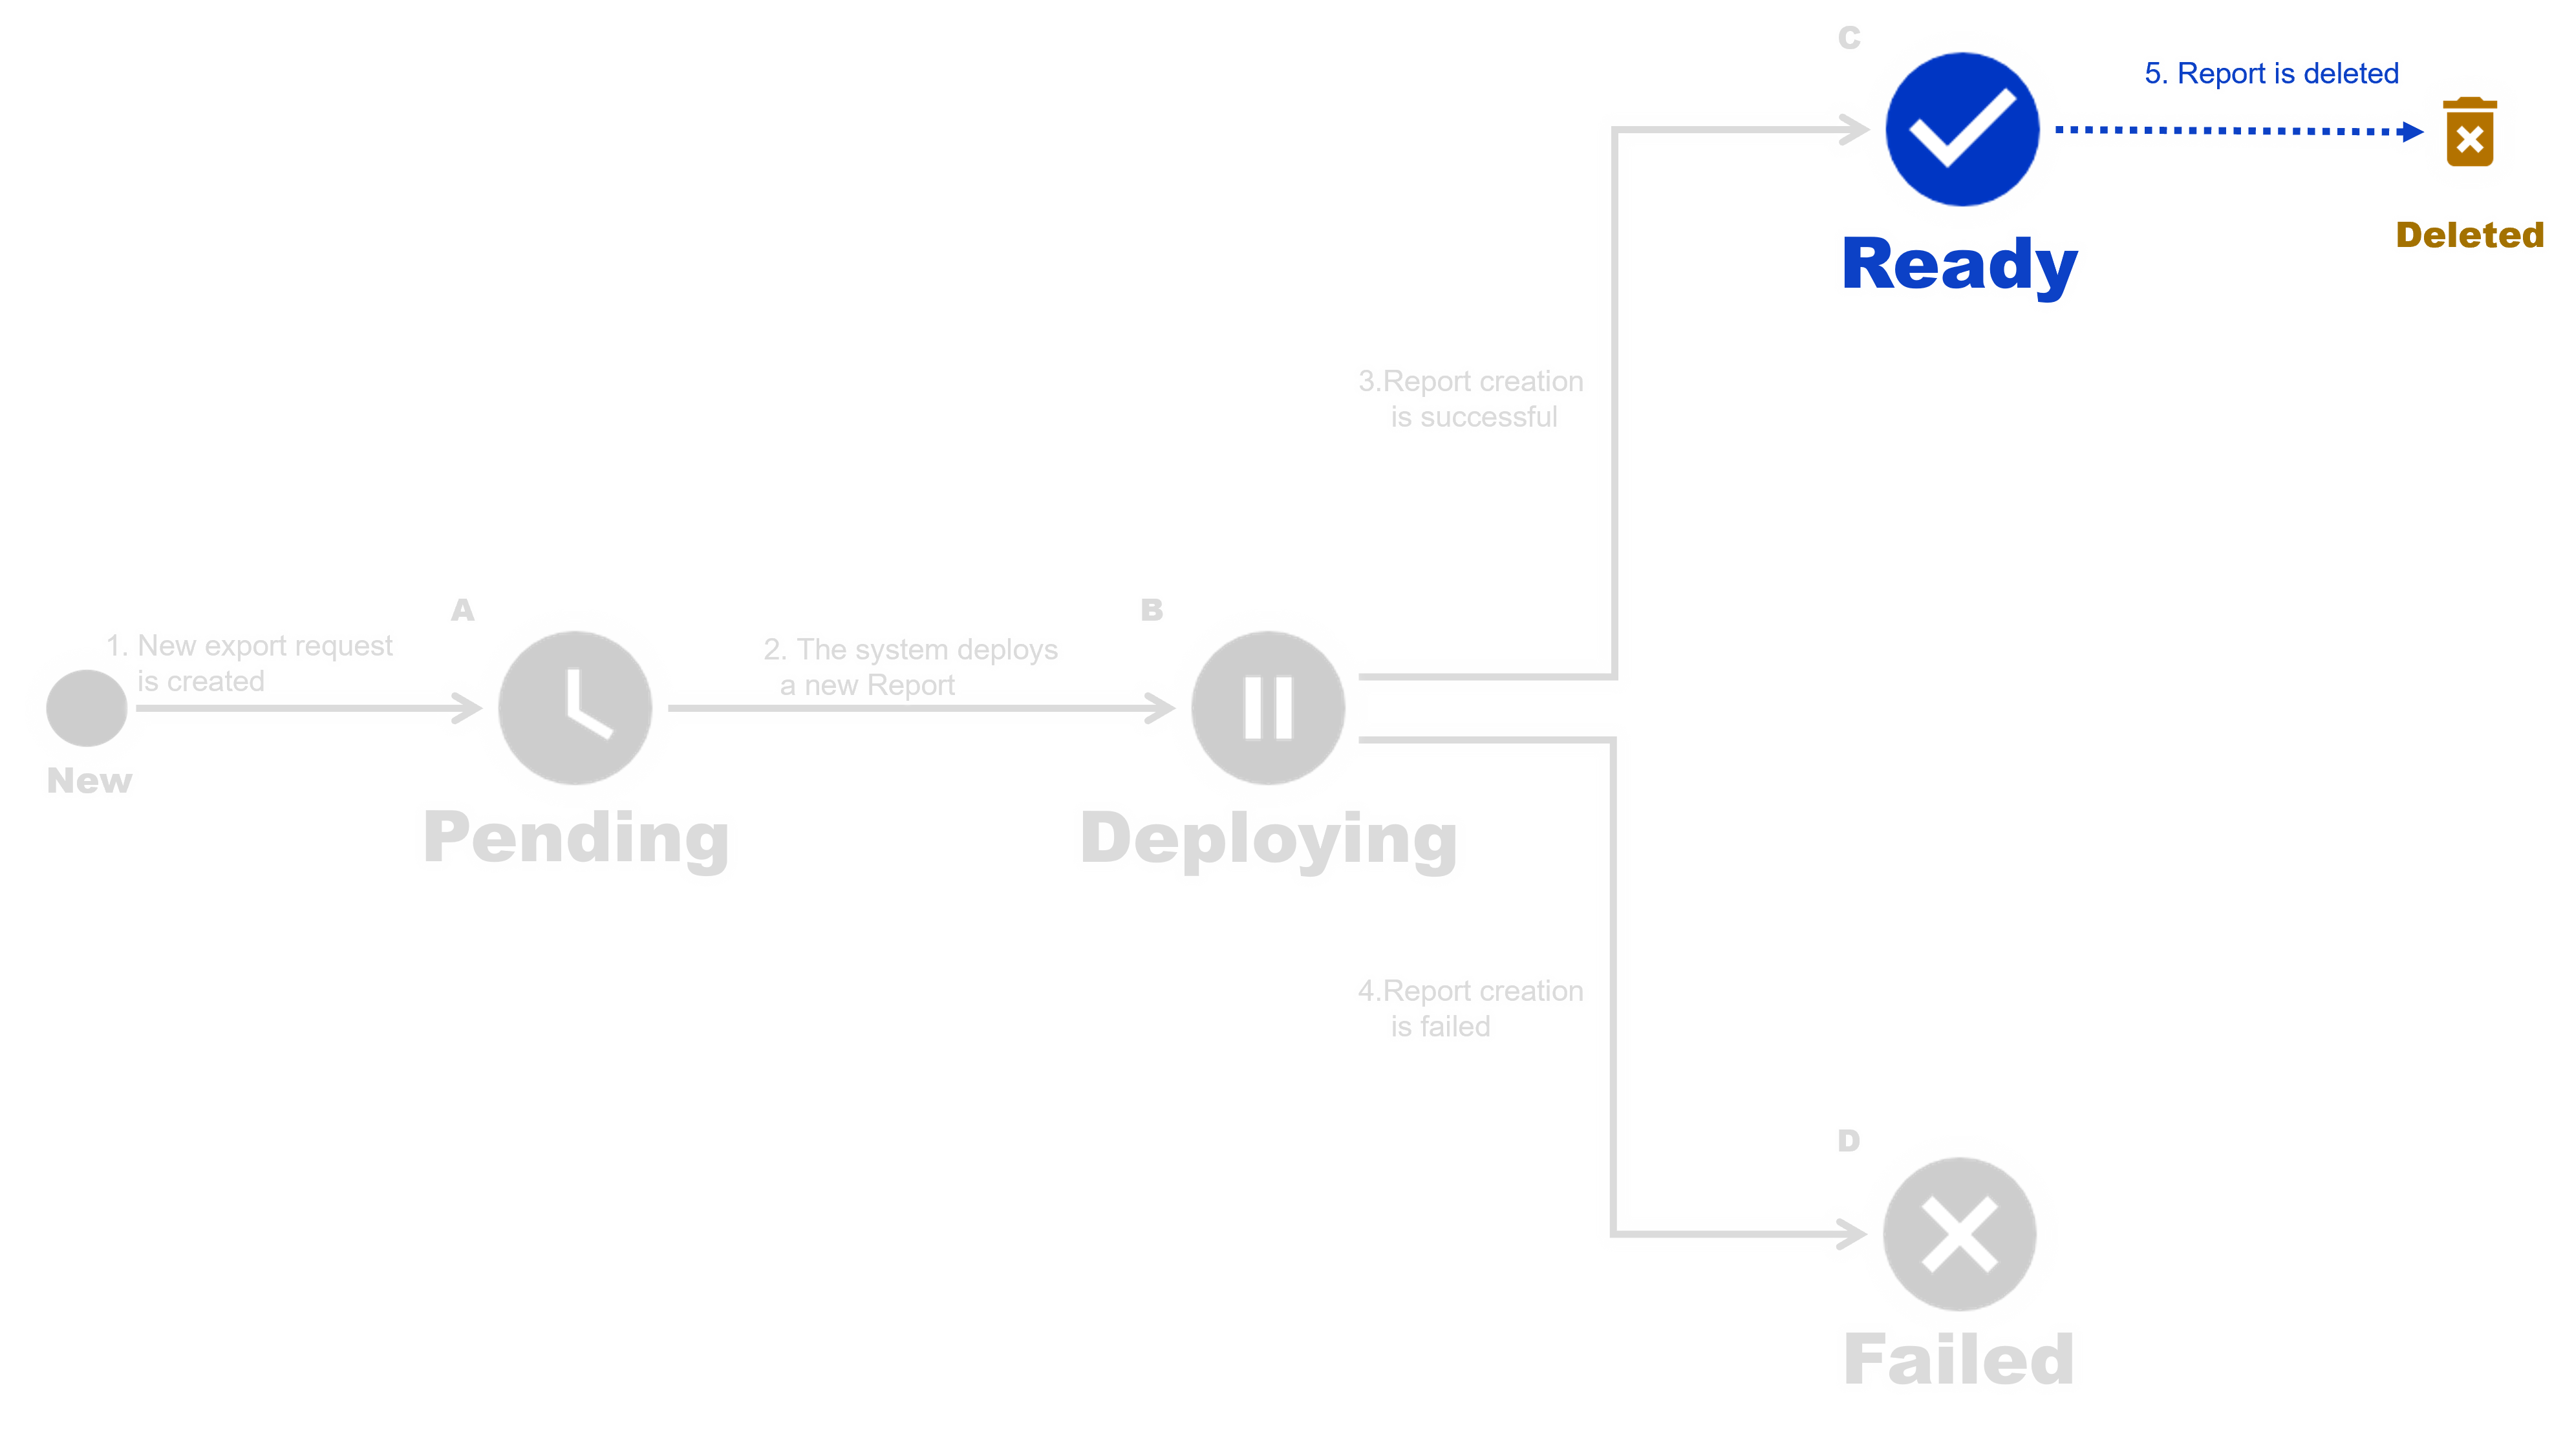 C
5. Report is deleted
Ready
Deleted
3.Report creation
is successful
A
B
1. New export request
is created
2. The system deploys
a new Report
New
Pending
Deploying
4.Report creation
is failed
D
Failed